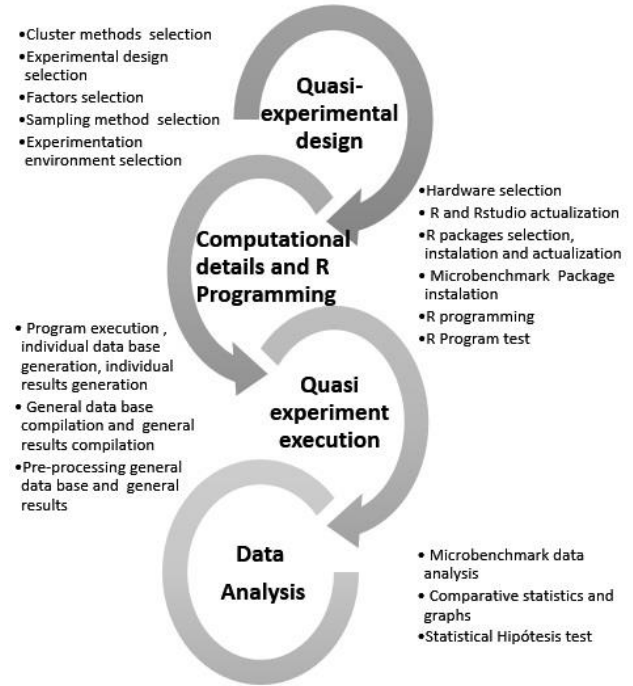 •Cluster methods selection
•Experimental design
selection
•Factors selection
•Sampling method selection
•Experimentation
environment selection
Quasi-
experimental
design
•Hardware selection
• R and Rstudio actualization
•R packages selection,
instalation and actualization
• Microbenchmark Package
instalation
•R programming
•R Program test
Computational
details and R
Programming
• Program execution ,
individual data base
generation, individual
results generation
• General data base
compilation and general
results compilation
•Pre-processing general
data base and general
results
Quasi
experiment
execution
Data
Analysis
• Microbenchmark data
analysis
• Comparative statistics and
graphs
•Statistical Hipótesis test